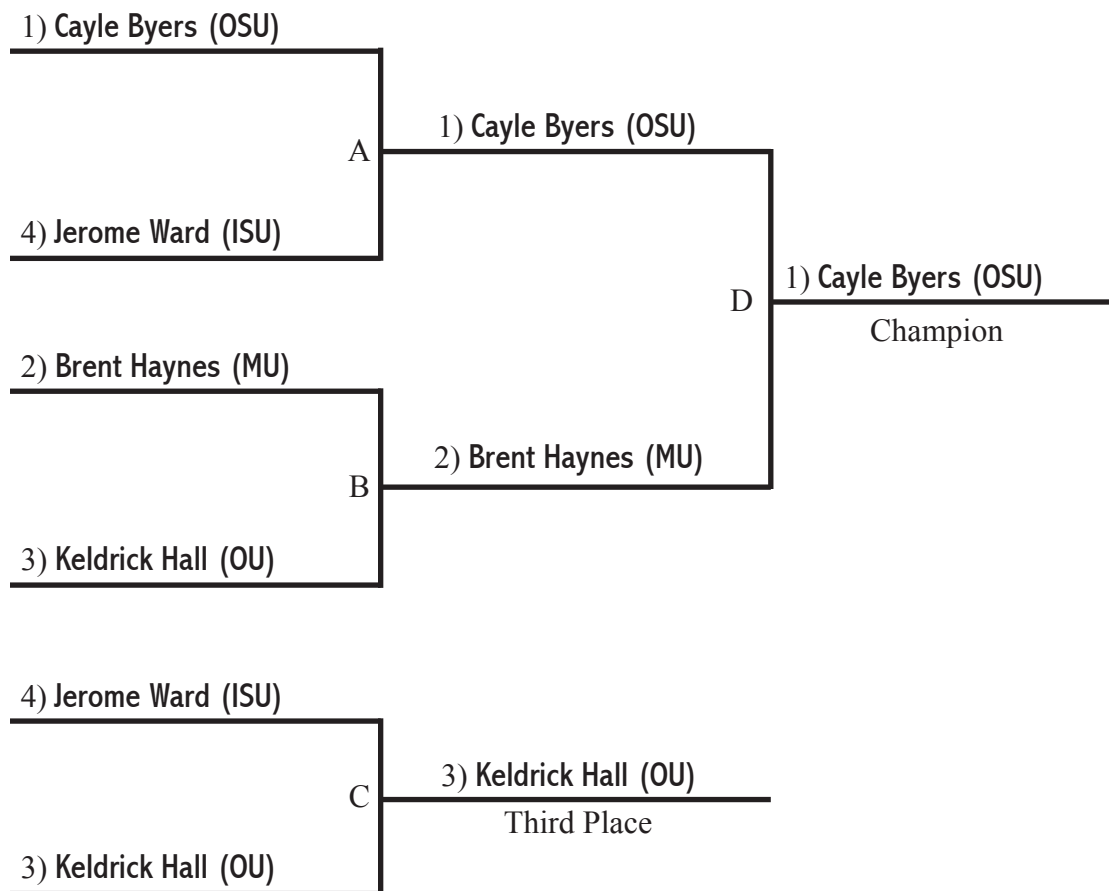 1) Cayle Byers (OSU)
1) Cayle Byers (OSU)
A
4) Jerome Ward (ISU)
1) Cayle Byers (OSU)
D
Champion
2) Brent Haynes (MU)
2) Brent Haynes (MU)
B
3) Keldrick Hall (OU)
4) Jerome Ward (ISU)
3) Keldrick Hall (OU)
C
Third Place
3) Keldrick Hall (OU)